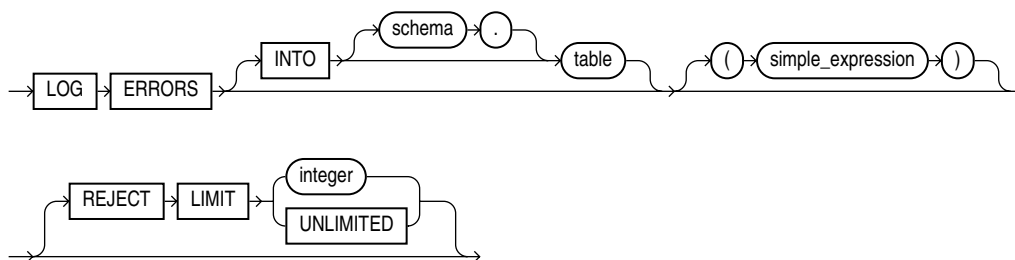 schema .
INTO table ( simple_expression )
LOG ERRORS
integer
REJECT LIMIT
UNLIMITED